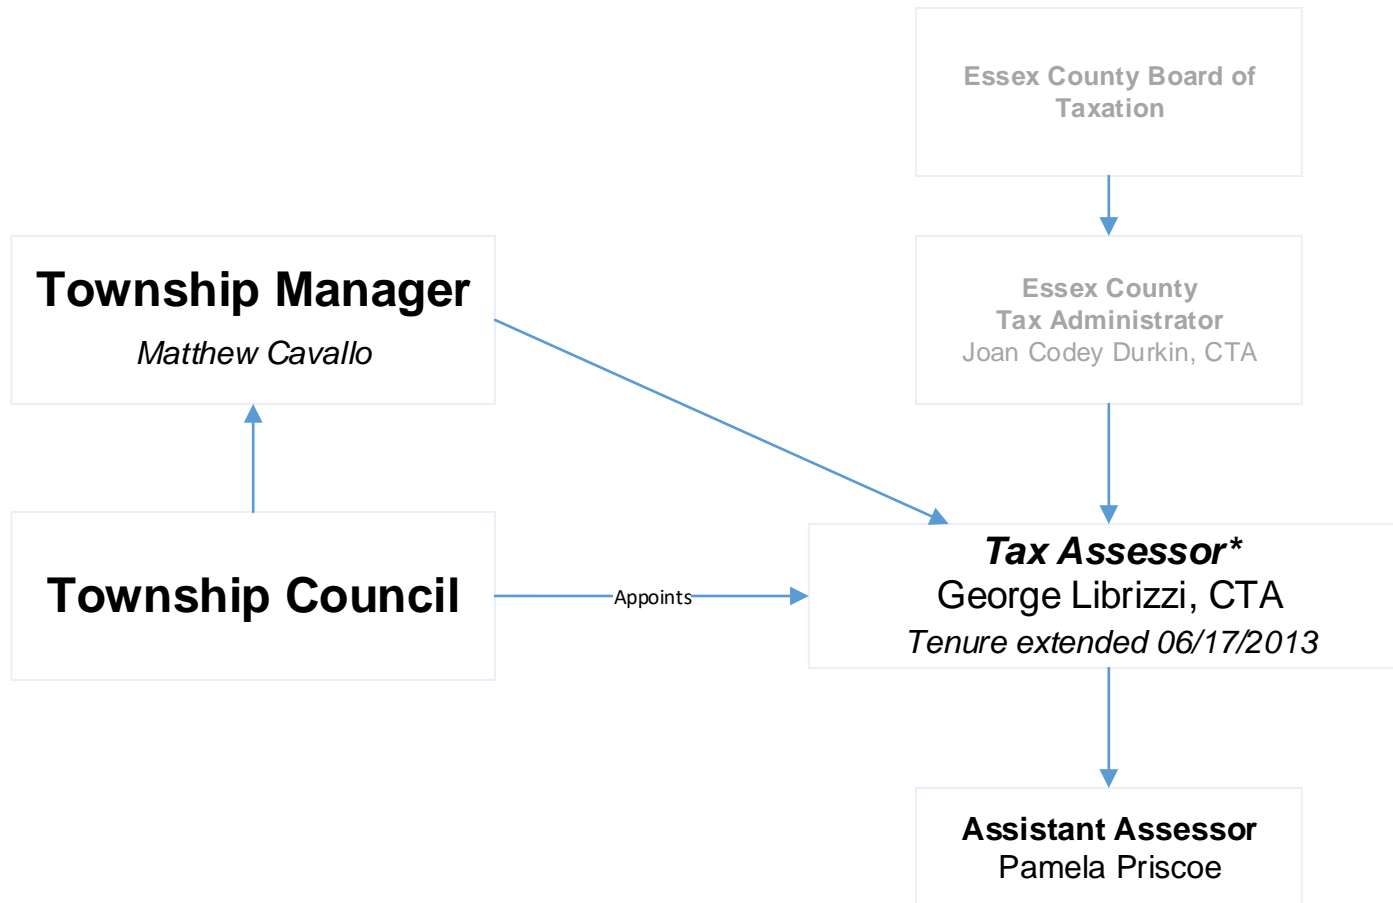 Essex County Board of
Taxation
Township Manager
Matthew Cavallo
Essex County
Tax Administrator
Joan Codey Durkin, CTA
Township Council
Appoints
Tax Assessor*
George Librizzi, CTA
Tenure extended 06/17/2013
Assistant Assessor
Pamela Priscoe